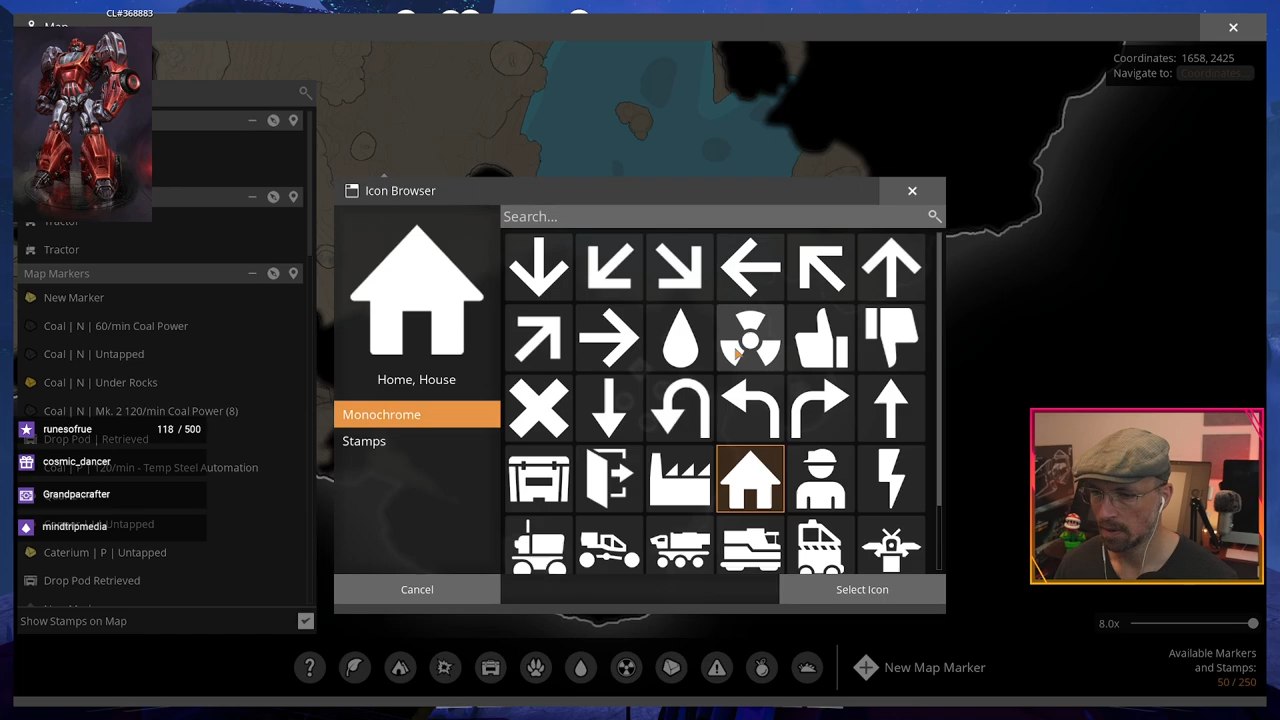 CL#368883
Map
Coordinates: 1658, 2425
Navigate to: Coordinates...
Icon Browser
Search...
Home, House
Monochrome
Stamps
Cancel
Select Icon
Tractor
Tractor
Map Markers
New Marker
Coal | N | 60/min Coal Power
Coal | N | Untapped
Coal | N | Under Rocks
Coal | N | Mk. 2 120/min Coal Power (8)
runesofrue 118 / 500
Drop Pod | Retrieved
cosmic_dancer
Coal | P | 120/min - Temp Steel Automation
Grandpacrafter
Untapped
mindtripmedia
Caterium | P | Untapped
Drop Pod Retrieved
Show Stamps on Map
8.0x
New Map Marker
Available Markers
and Stamps:
50 / 250